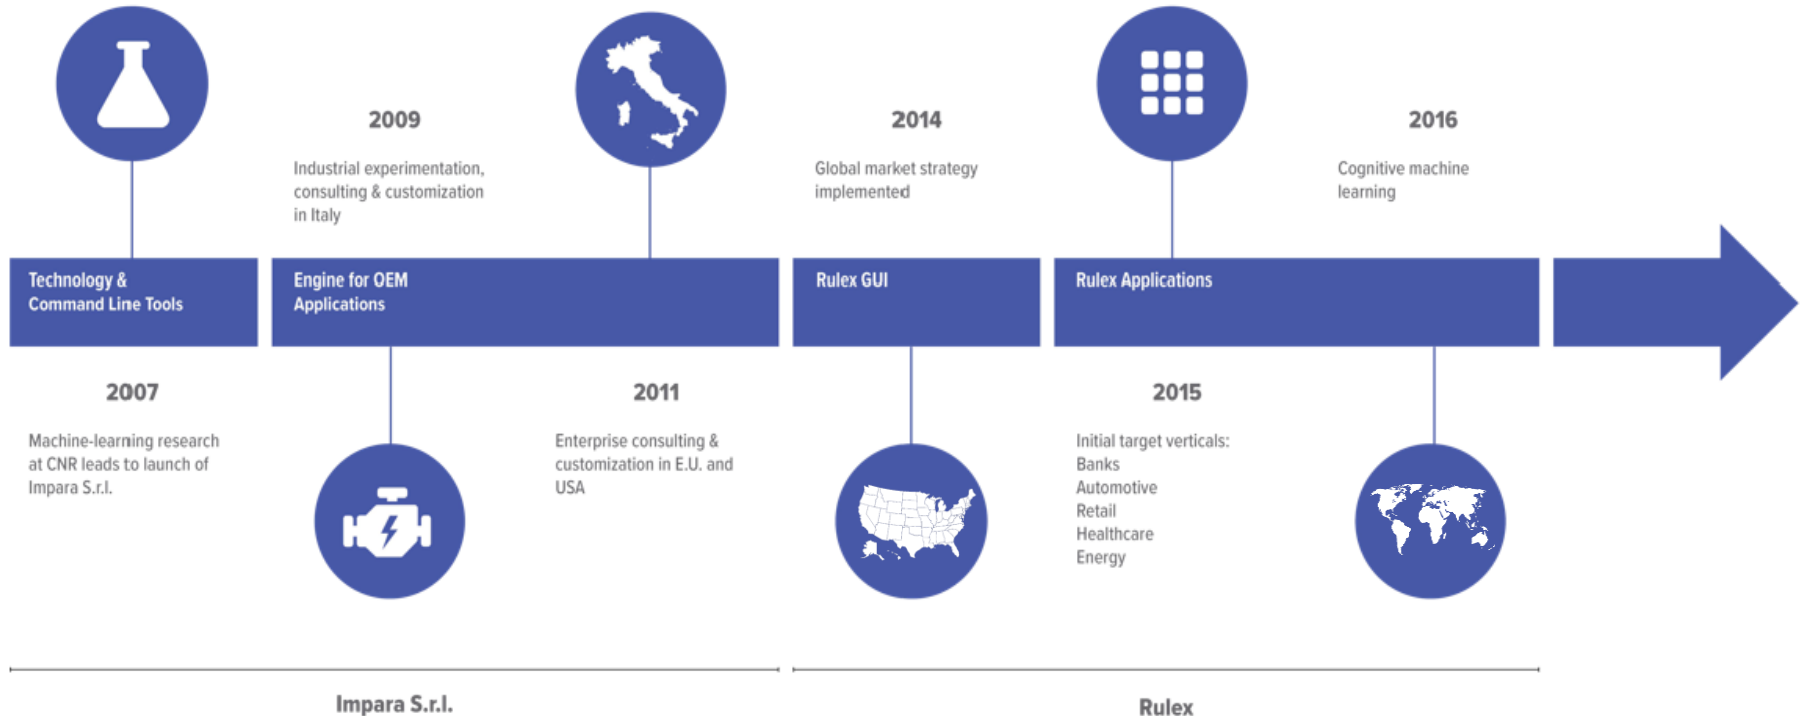 2009
Industrial experimentation,
consulting & customization
in Italy
2014
Global market strategy
implemented
2016
Cognitive machine
learning
Technology &
Command Line Tools
Engine for OEM
Applications
Rulex GUI
Rulex Applications
2007
Machine-learning research
at CNR leads to launch of
Impara S.r.l.
2011
Enterprise consulting &
customization in E.U. and
USA
2015
Initial target verticals:
Banks
Automotive
Retail
Healthcare
Energy
Impara S.r.l.
Rulex